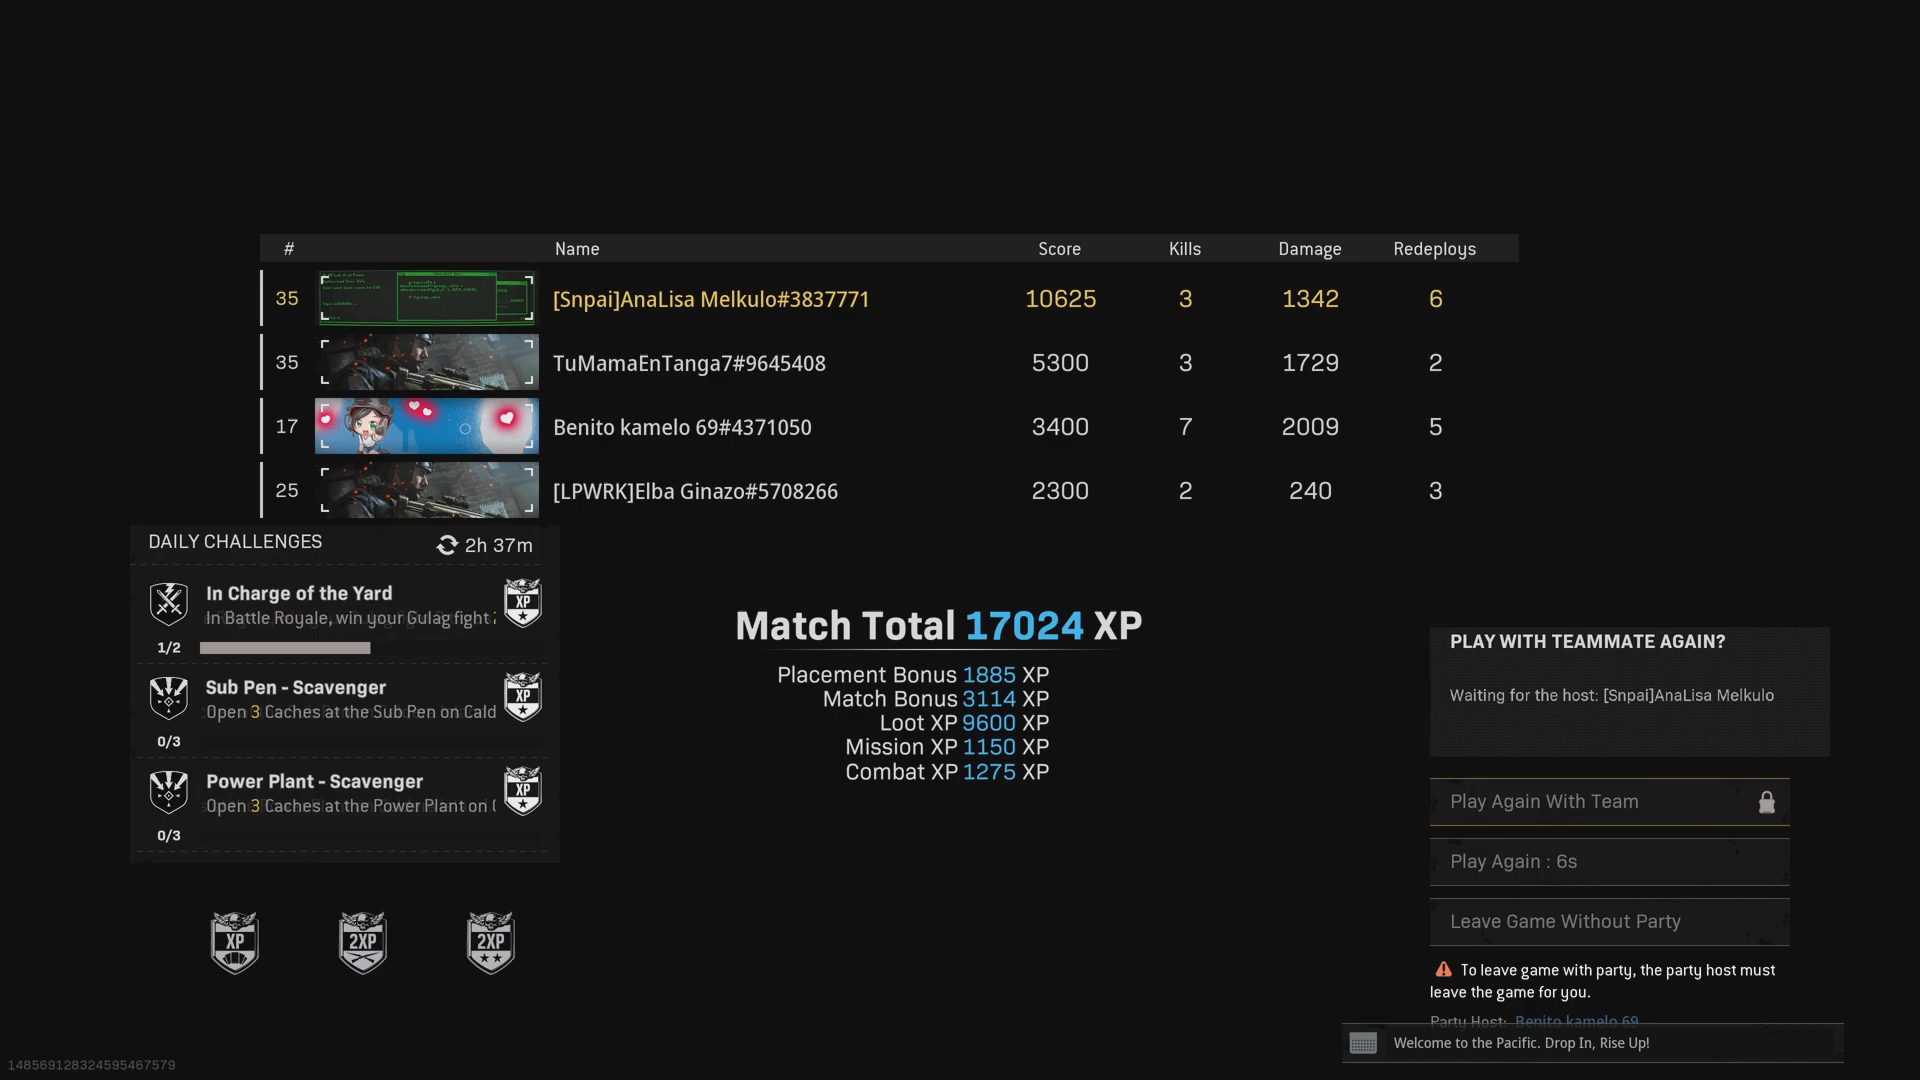 # Name Score Kills Damage Redeploys
35 [Snpai]AnaLisa Melkulo#3837771 10625 3 1342 6
35 TuMamaEnTanga7#9645408 5300 3 1729 2
17 Benito kamelo 69#4371050 3400 7 2009 5
25 [LPWRK]Elba Ginazo#5708266 2300 2 240 3
DAILY CHALLENGES 2h 37m
In Charge of the Yard
In Battle Royale, win your Gulag fight
XP
1/2
Sub Pen - Scavenger
Open 3 Caches at the Sub Pen on Cald
XP
0/3
Power Plant - Scavenger
Open 3 Caches at the Power Plant on
XP
0/3
XP 2XP 2XP
Match Total 17024 XP
Placement Bonus 1885 XP
Match Bonus 3114 XP
Loot XP 9600 XP
Mission XP 1150 XP
Combat XP 1275 XP
PLAY WITH TEAMMATE AGAIN?
Waiting for the host: [Snpai]AnaLisa Melkulo
Play Again With Team
Play Again : 6s
Leave Game Without Party
To leave game with party, the party host must
leave the game for you.
Party Host: Benito kamelo 69
Welcome to the Pacific. Drop In, Rise Up!
148569128324595467579